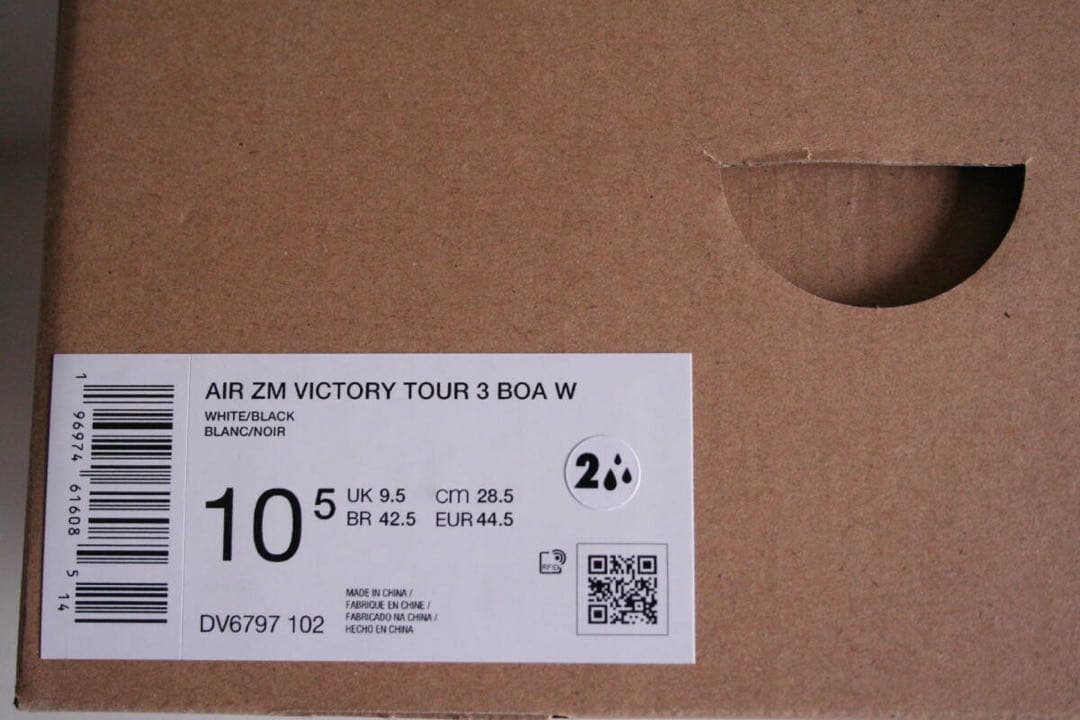 AIR ZM VICTORY TOUR 3 BOA W
WHITE/BLACK
BLANC/NOIR
2
10 5
UK 9.5 cm 28.5
BR 42.5 EUR 44.5
RFID
MADE IN CHINA /
FABRIQUE EN CHINE /
FABRICADO NA CHINA /
HECHO EN CHINA
DV6797 102
1 96974 61608 5 14